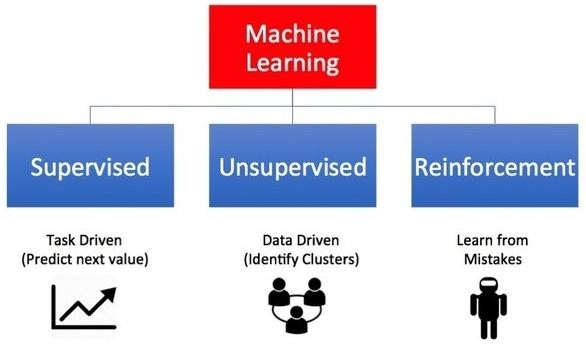 Machine
Learning
Supervised
Unsupervised
Reinforcement
Task Driven
(Predict next value)
Data Driven
(Identify Clusters)
Learn from
Mistakes